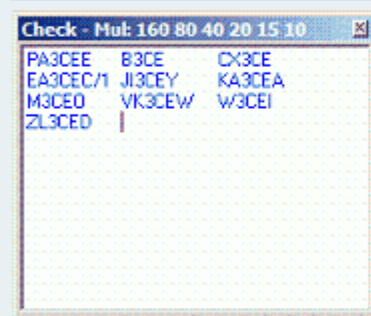 Check - Mul: 160 80 40 20 15 10
PA3CEE B3CE CX3CE
EA3CEC/1 JI3CEY KA3CEA
M3CEO VK3CEW W3CEI
ZL3CED